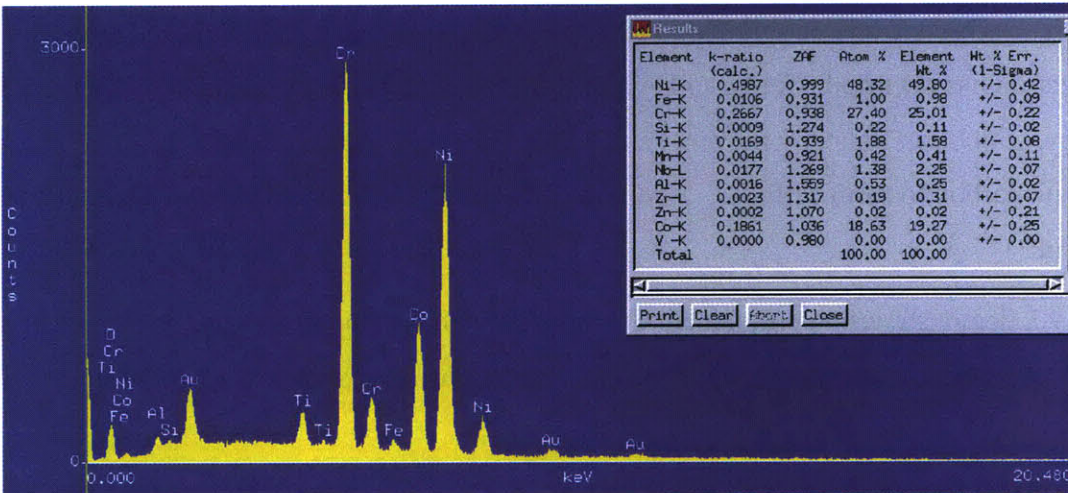 Results
Element k-ratio ZAF Atom % Element Wt % Err.
(calc.) Wt % (1-Sigma)
Ni-K 0.4987 0.999 48.32 49.80 +/- 0.42
Fe-K 0.0106 0.931 1.00 0.98 +/- 0.09
Cr-K 0.2667 0.938 27.40 25.01 +/- 0.22
Si-K 0.0009 1.274 0.22 0.11 +/- 0.02
Ti-K 0.0169 0.939 1.88 1.58 +/- 0.08
Mn-K 0.0044 0.921 0.42 0.41 +/- 0.11
Nb-L 0.0177 1.269 1.38 2.25 +/- 0.07
Al-K 0.0016 1.559 0.53 0.25 +/- 0.02
Zr-L 0.0023 1.317 0.19 0.31 +/- 0.07
Zn-K 0.0002 1.070 0.02 0.02 +/- 0.21
Co-K 0.1861 1.036 18.63 19.27 +/- 0.25
V -K 0.0000 0.980 0.00 0.00 +/- 0.00
Total 100.00 100.00
Print Clear Abort Close
3000
Counts
Cr
Ni
Co
Cr
Ti
Ni
Co
Fe
Al
Si
Au
Ti
Ti
Cr
Fe
Ni
Au
Au
0
0.000 keV 20.480